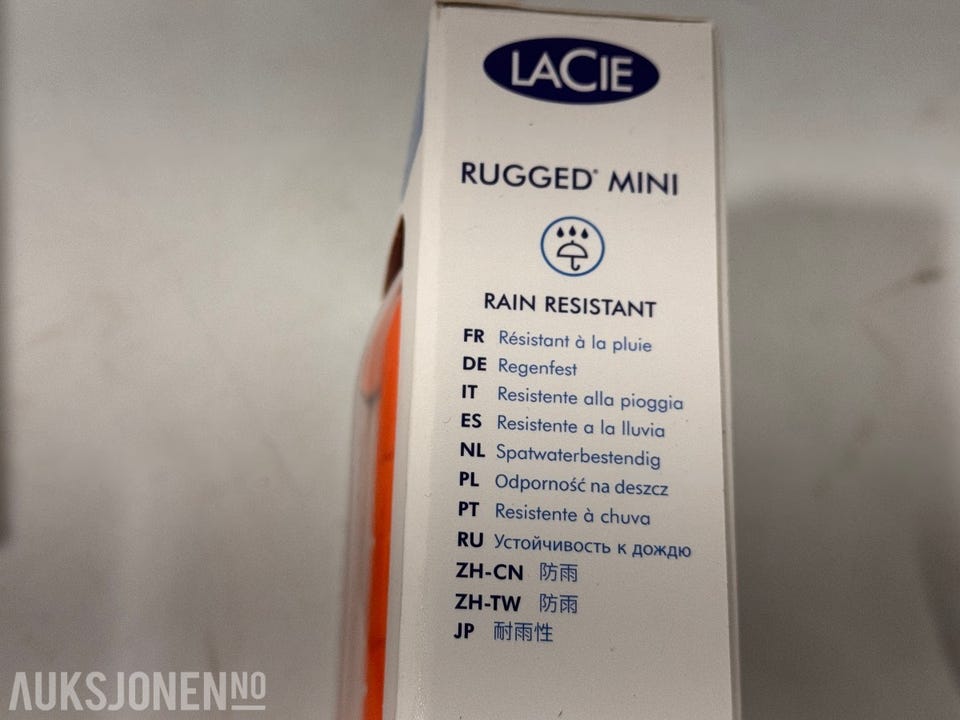 LACIE
RUGGED® MINI
RAIN RESISTANT
FR Résistant à la pluie
DE Regenfest
IT Resistente alla pioggia
ES Resistente a la lluvia
NL Spatwaterbestendig
PL Odporność na deszcz
PT Resistente à chuva
RU Устойчивость к дождю
ZH-CN 防雨
ZH-TW 防雨
JP 耐雨性
AUKSJONEN NO